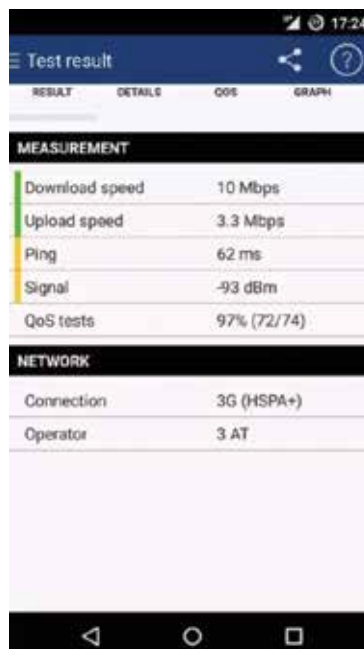 17:24
Test result
RESULT DETAILS QOS GRAPH
MEASUREMENT
Download speed 10 Mbps
Upload speed 3.3 Mbps
Ping 62 ms
Signal -93 dBm
QoS tests 97% (72/74)
NETWORK
Connection 3G (HSPA+)
Operator 3 AT